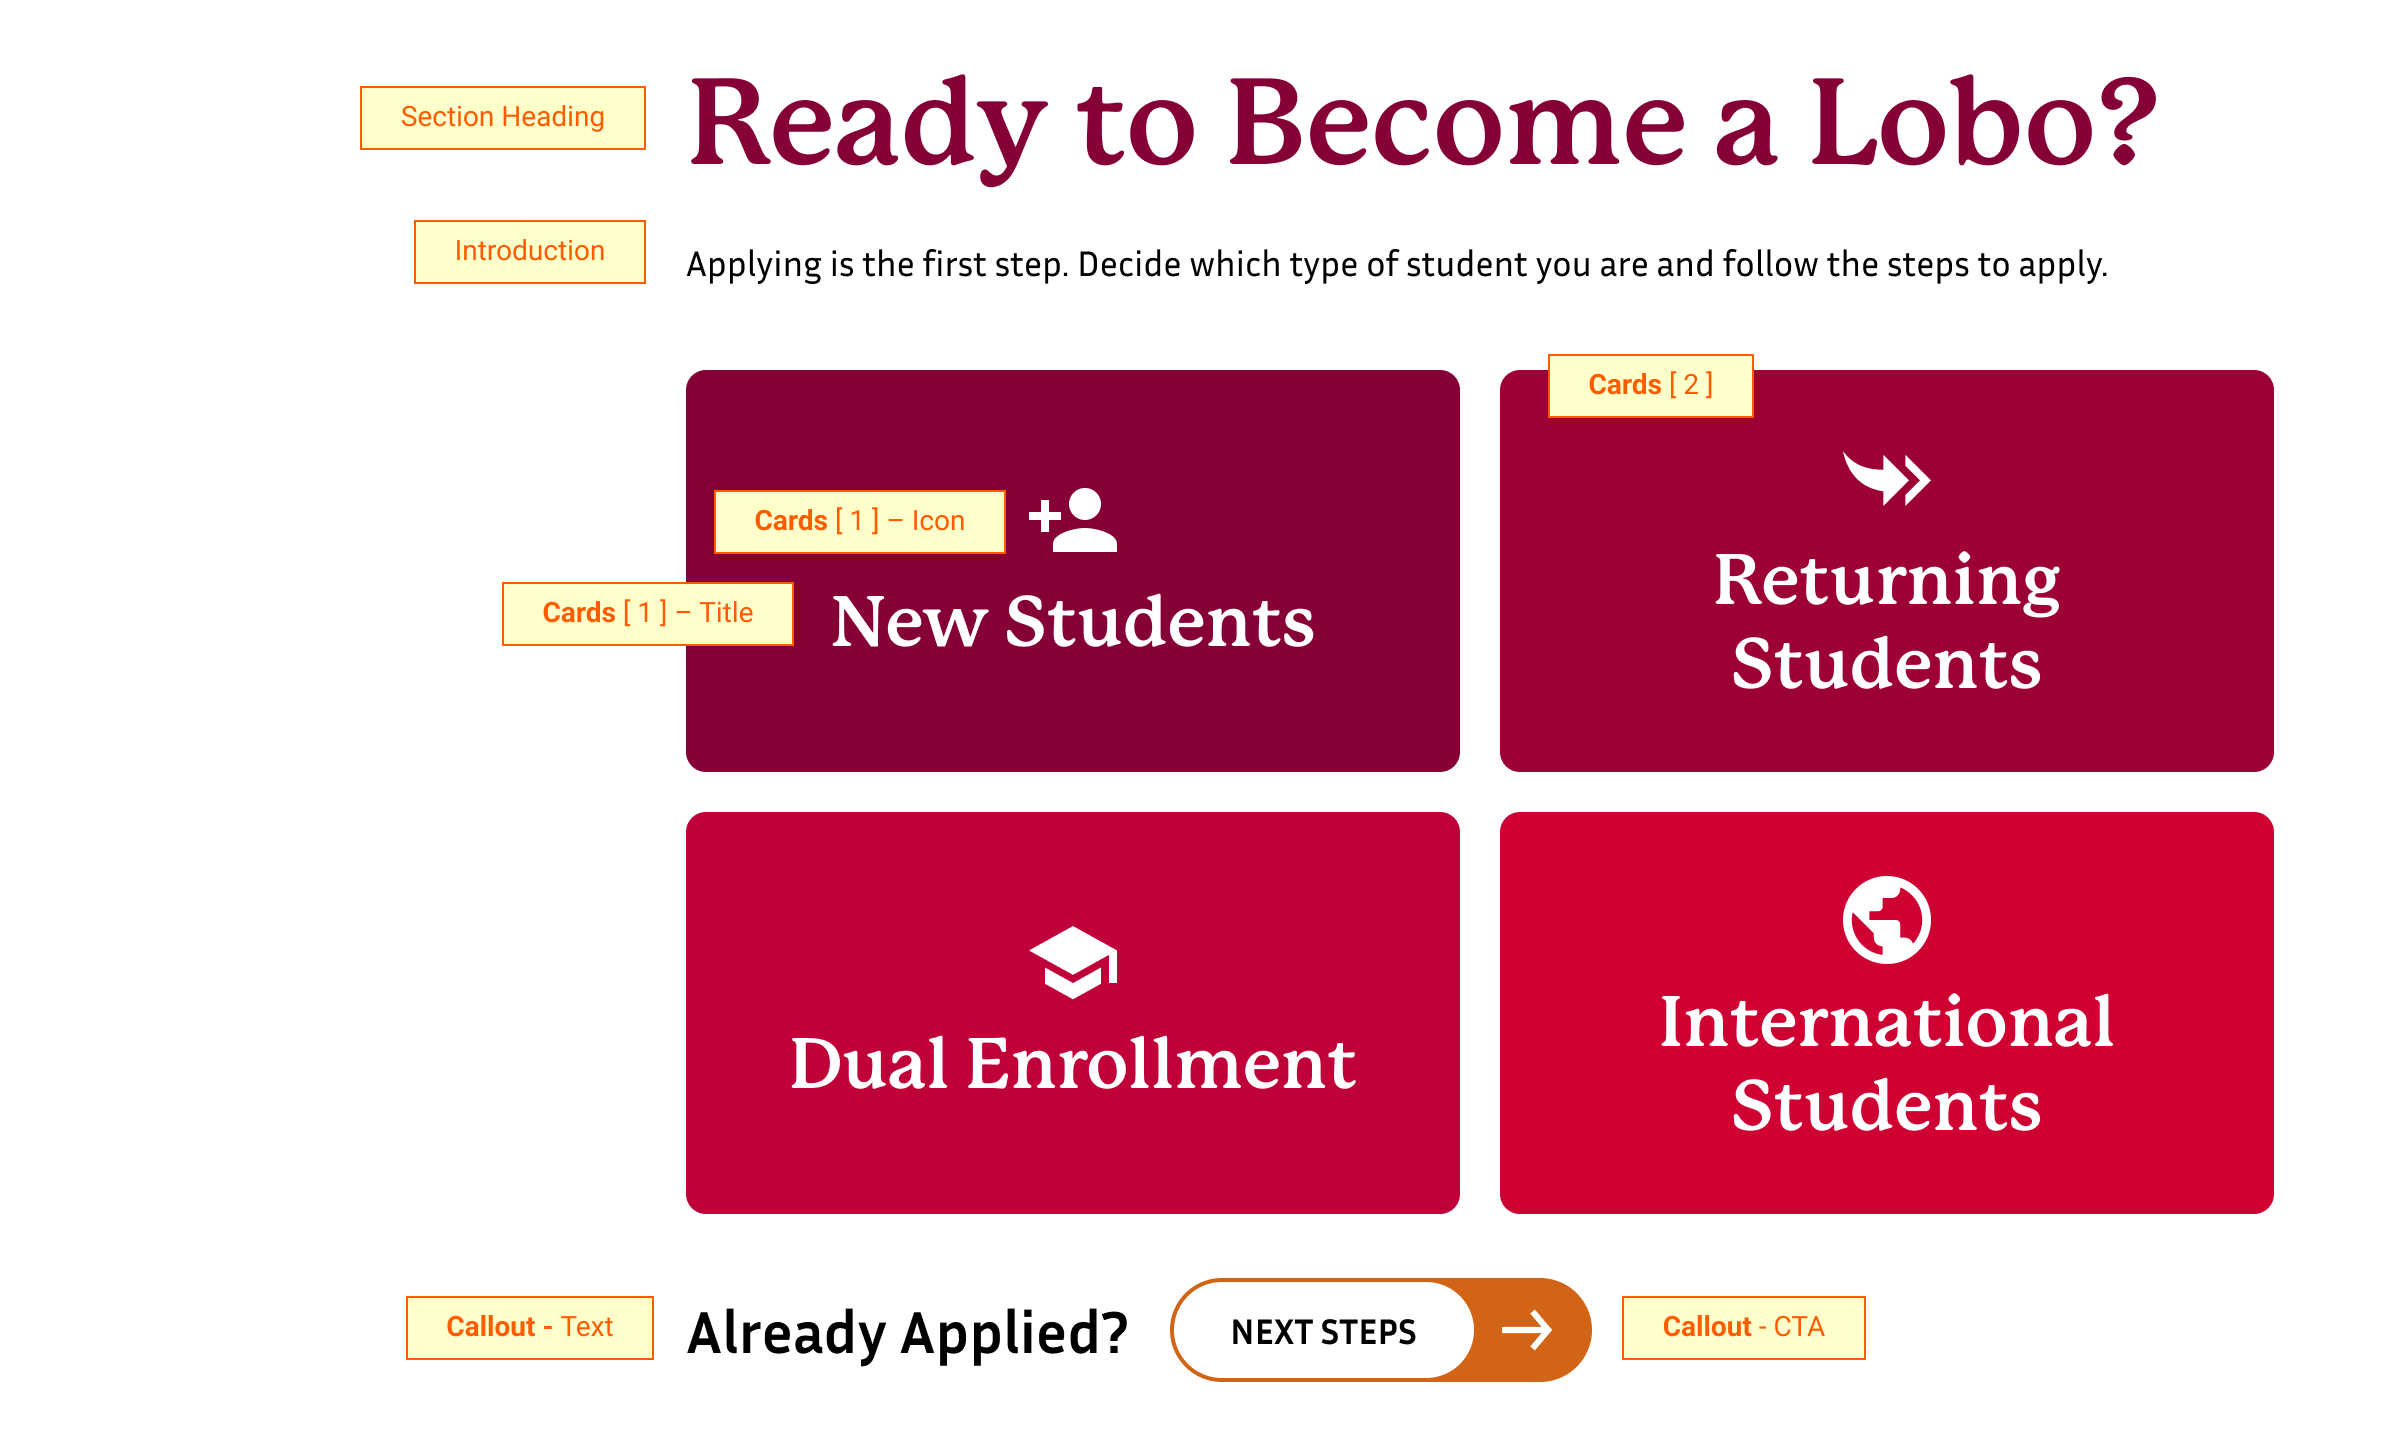 Section Heading
Ready to Become a Lobo?
Introduction
Applying is the first step. Decide which type of student you are and follow the steps to apply.
Cards [ 1 ] – Icon
Cards [ 1 ] – Title
New Students
Cards [ 2 ]
Returning
Students
Dual Enrollment
International
Students
Callout - Text
Already Applied?
NEXT STEPS
Callout - CTA